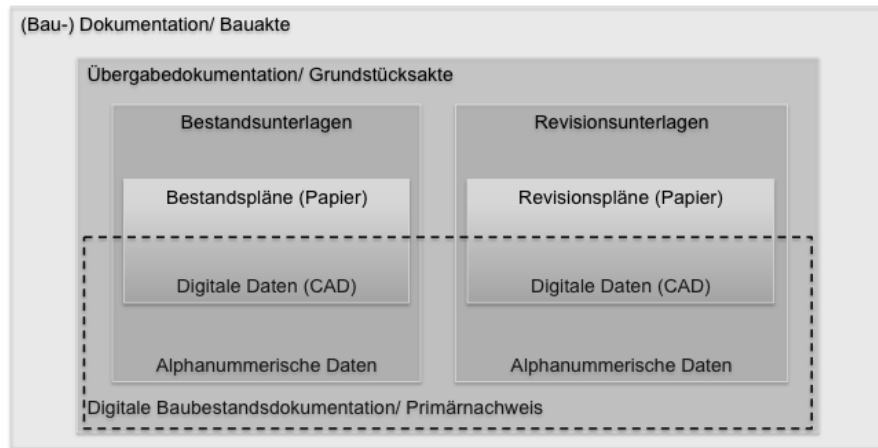 (Bau-) Dokumentation/ Bauakte
Übergabedokumentation/ Grundstücksakte
Bestandsunterlagen
Revisionsunterlagen
Bestandspläne (Papier)
Revisionspläne (Papier)
Digitale Daten (CAD)
Digitale Daten (CAD)
Alphanummerische Daten
Alphanummerische Daten
Digitale Baubestandsdokumentation/ Primärnachweis